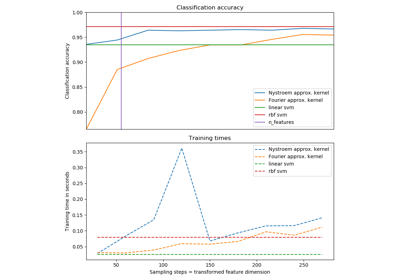 Classification accuracy
1.00
0.95
0.90
0.85
0.80
Classification accuracy
Nystroem approx. kernel
Fourier approx. kernel
linear svm
rbf svm
n_features
Training times
0.35
0.30
0.25
0.20
0.15
0.10
0.05
Training time in seconds
Nystroem approx. kernel
Fourier approx. kernel
linear svm
rbf svm
50
100
150
200
250
Sampling steps = transformed feature dimension